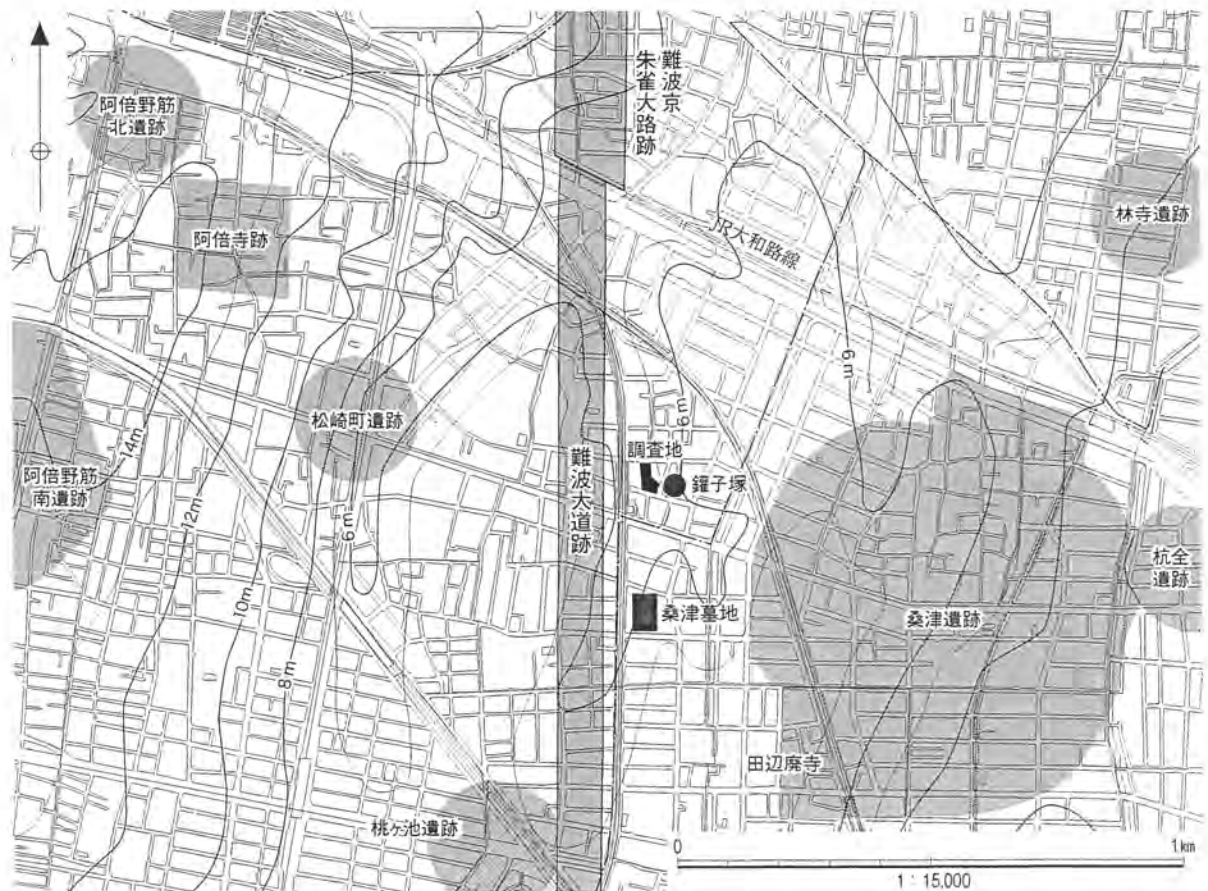 阿倍野筋
北遺跡
難波京
朱雀大路跡
林寺遺跡
阿倍寺跡
JR大和路線
6m
松崎町遺跡
6m
14m
阿倍野筋
南遺跡
調査地
鑵子塚
難波大道跡
12m
6m
杭全
遺跡
10m
桑津墓地
桑津遺跡
8m
田辺廃寺
桃ヶ池遺跡
0
1km
1：15,000